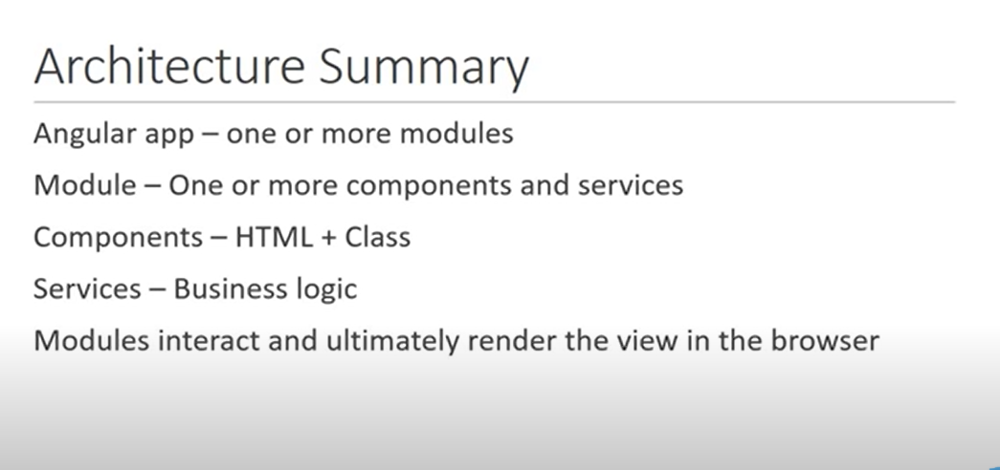 Architecture Summary
Angular app – one or more modules
Module – One or more components and services
Components – HTML + Class
Services – Business logic
Modules interact and ultimately render the view in the browser